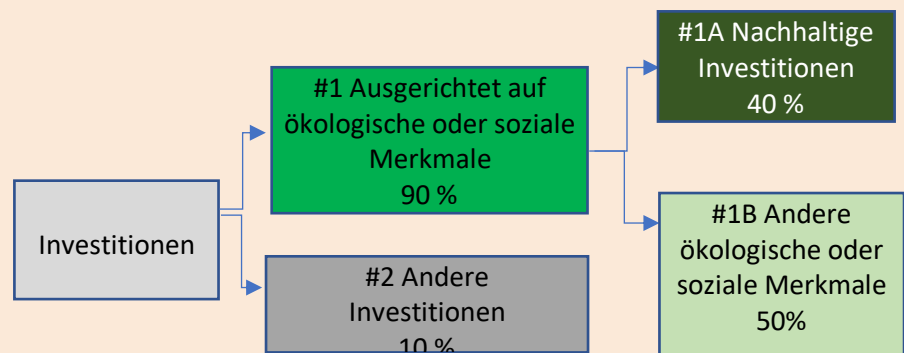 Investitionen
#1 Ausgerichtet auf
ökologische oder soziale
Merkmale
90 %
#2 Andere
Investitionen
10 %
#1A Nachhaltige
Investitionen
40 %
#1B Andere
ökologische oder
soziale Merkmale
50%